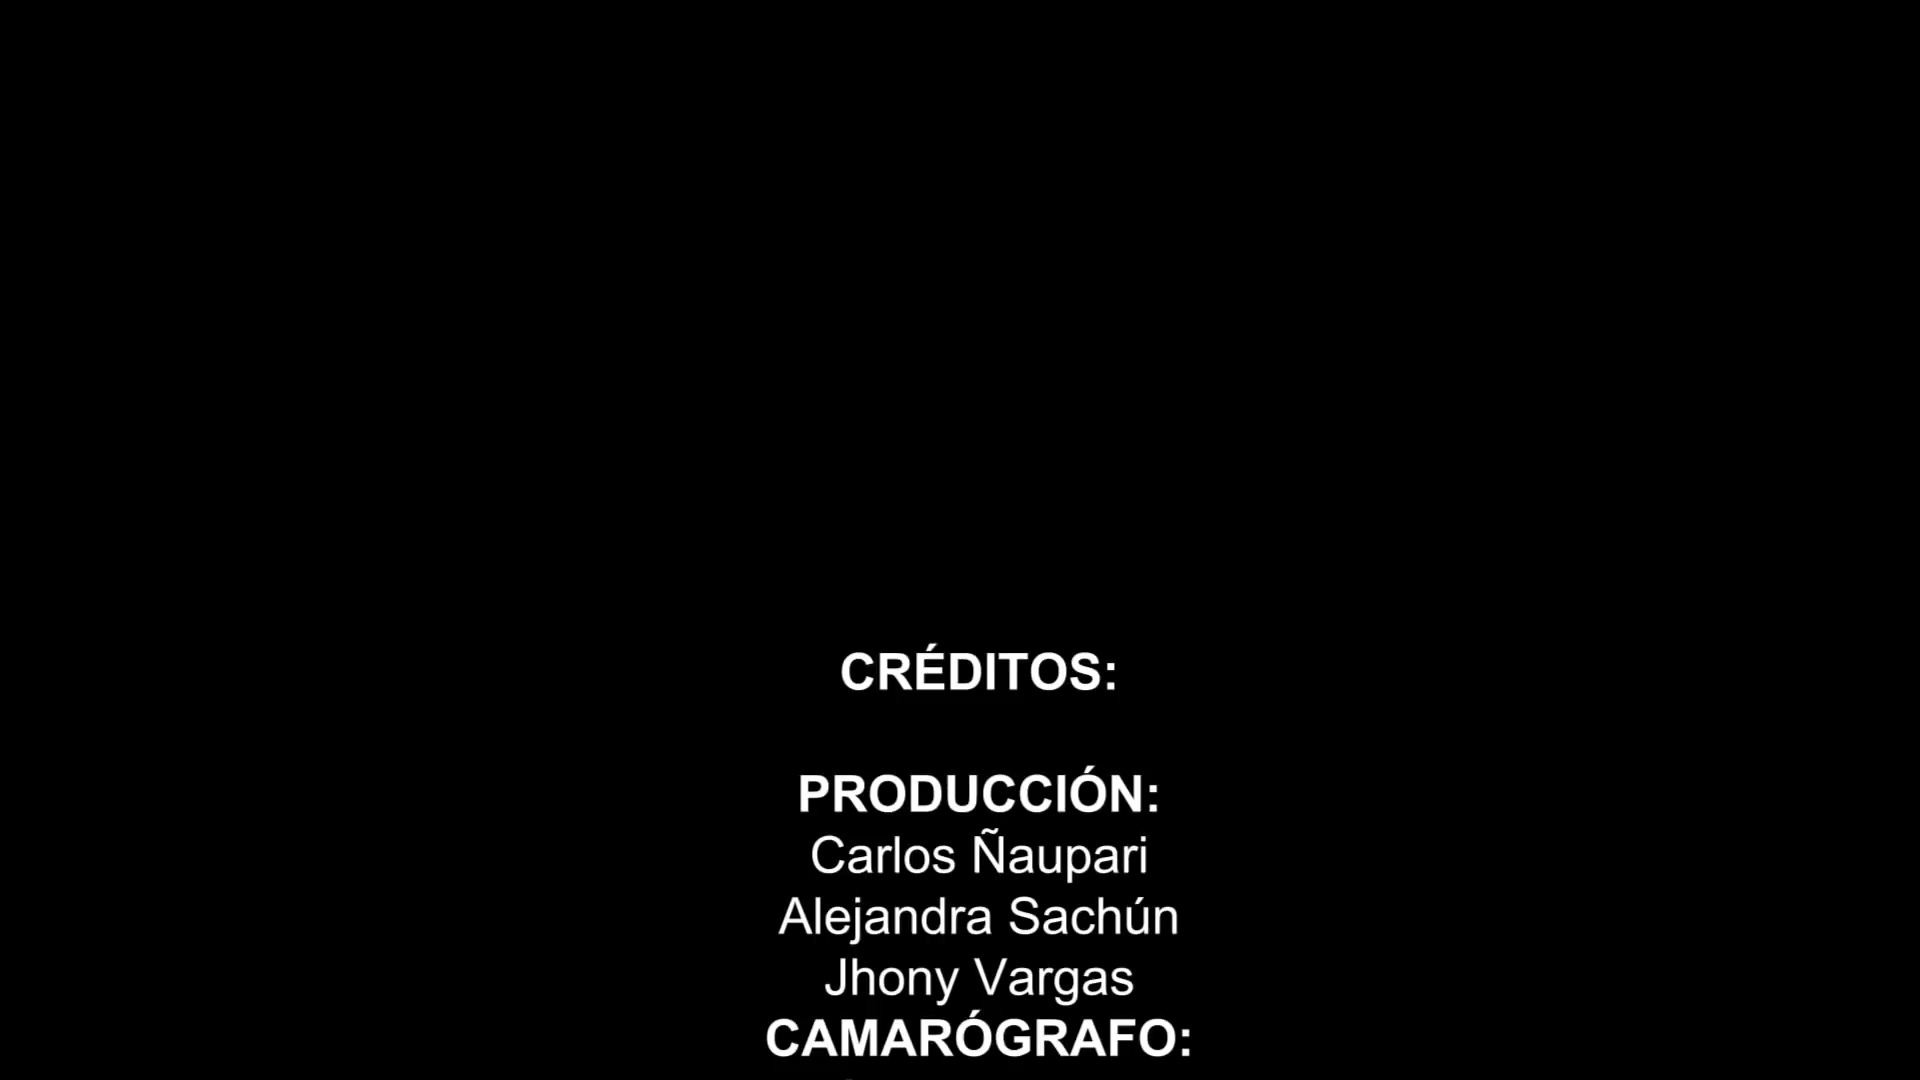 CRÉDITOS:
PRODUCCIÓN:
Carlos Ñaupari
Alejandra Sachún
Jhony Vargas
CAMARÓGRAFO: